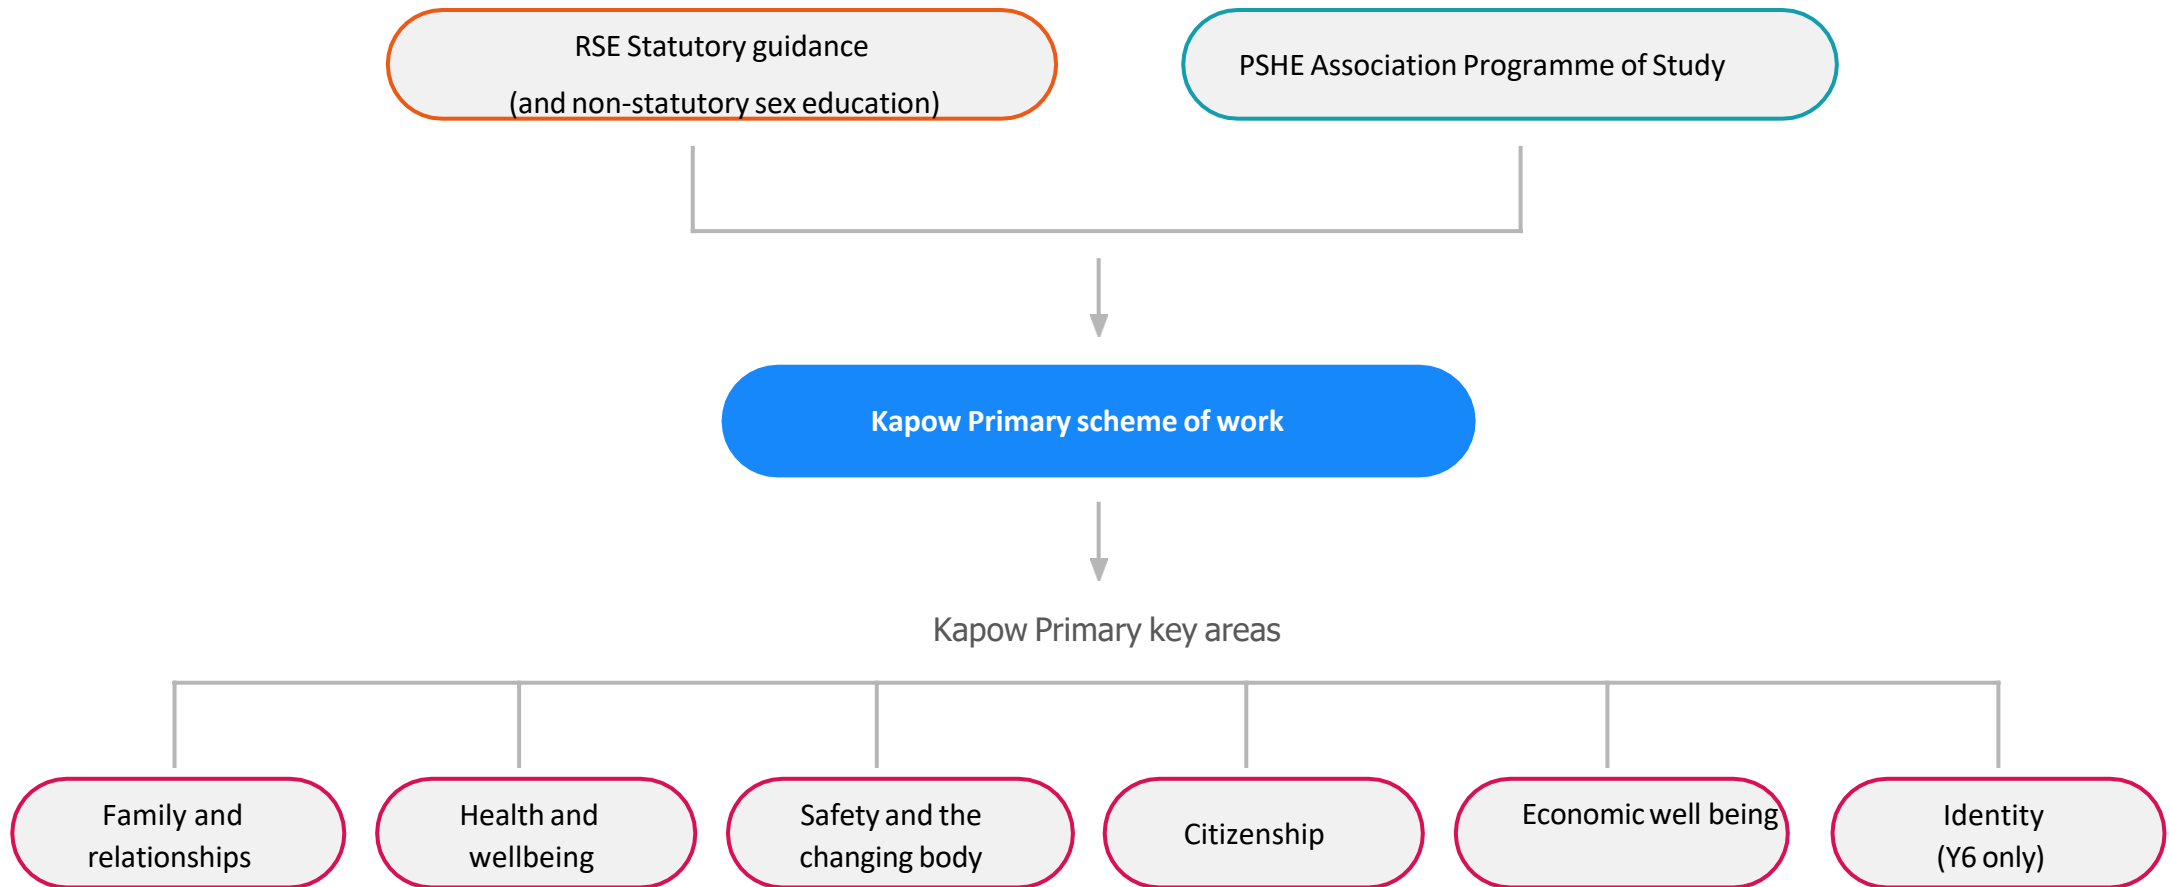 RSE Statutory guidance
(and non-statutory sex education)
PSHE Association Programme of Study
Kapow Primary scheme of work
Kapow Primary key areas
Family and
relationships
Health and
wellbeing
Safety and the
changing body
Citizenship
Economic well being
Identity
(Y6 only)